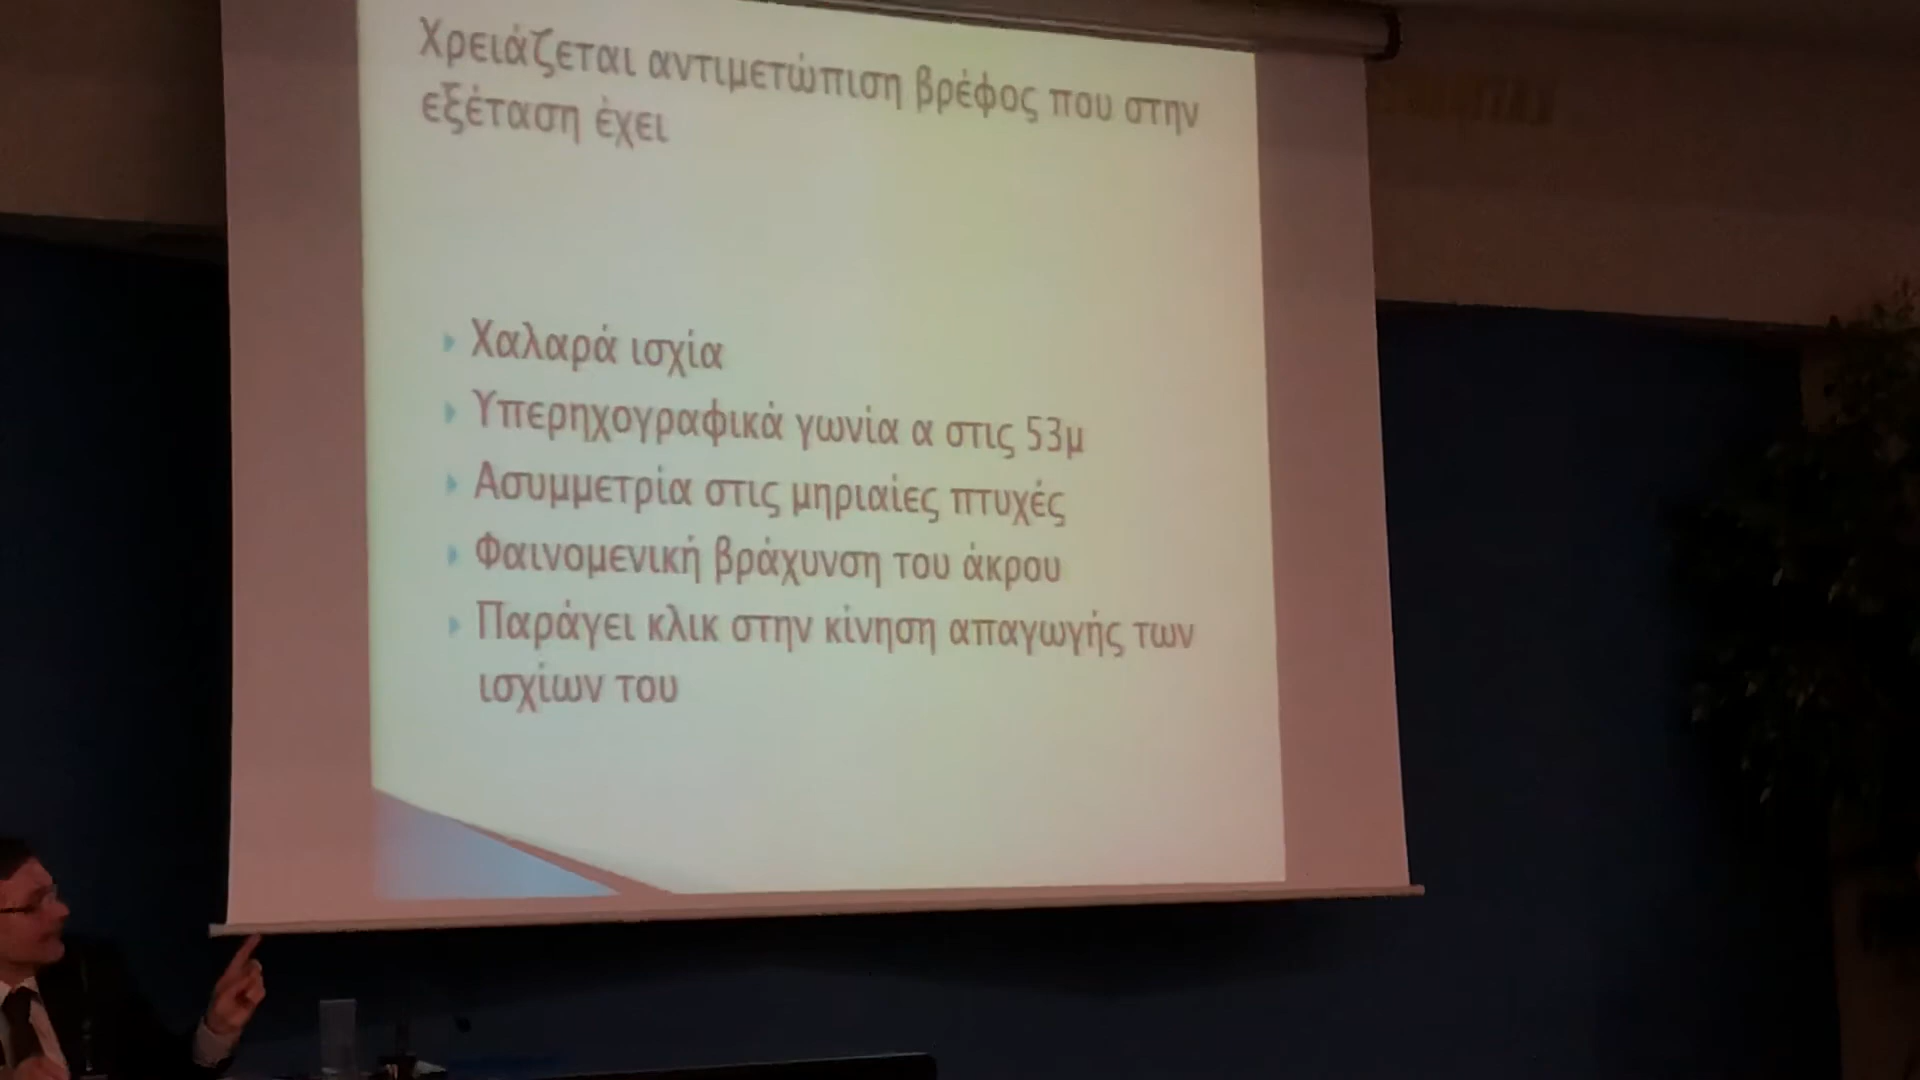 Χρειάζεται αντιμετώπιση βρέφος που στην
εξέταση έχει
Χαλαρά ισχία
Υπερηχογραφικά γωνία α στις 53μ
Ασυμμετρία στις μηριαίες πτυχές
Φαινομενική βράχυνση του άκρου
Παράγει κλικ στην κίνηση απαγωγής των
ισχίων του